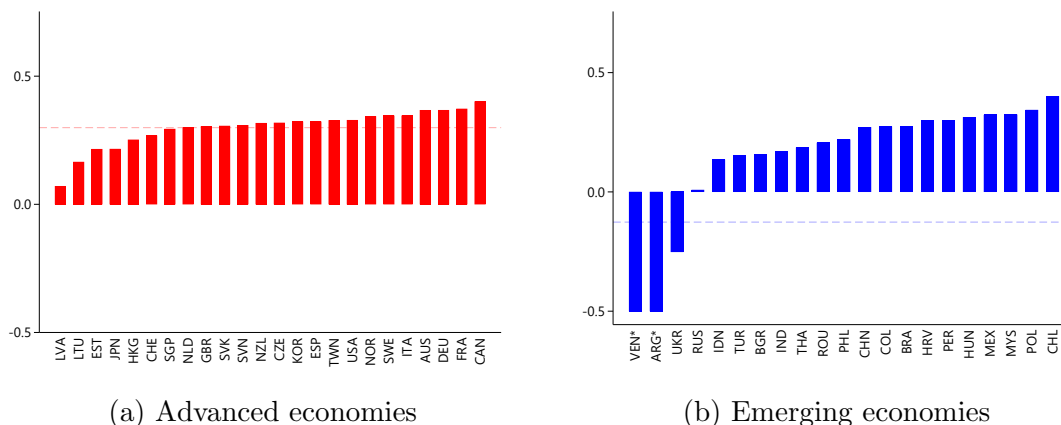 0.5
0.0
-0.5
LVA LTU EST JPN HKG CHE SGP NLD GBR SVK SVN NZL CZE KOR ESP TWN USA NOR SWE ITA AUS DEU FRA CAN
(a) Advanced economies
0.5
0.0
-0.5
VEN* ARG* UKR RUS IDN TUR BGR IND THA ROU PHL CHN COL BRA HRV PER HUN MEX MYS POL CHL
(b) Emerging economies